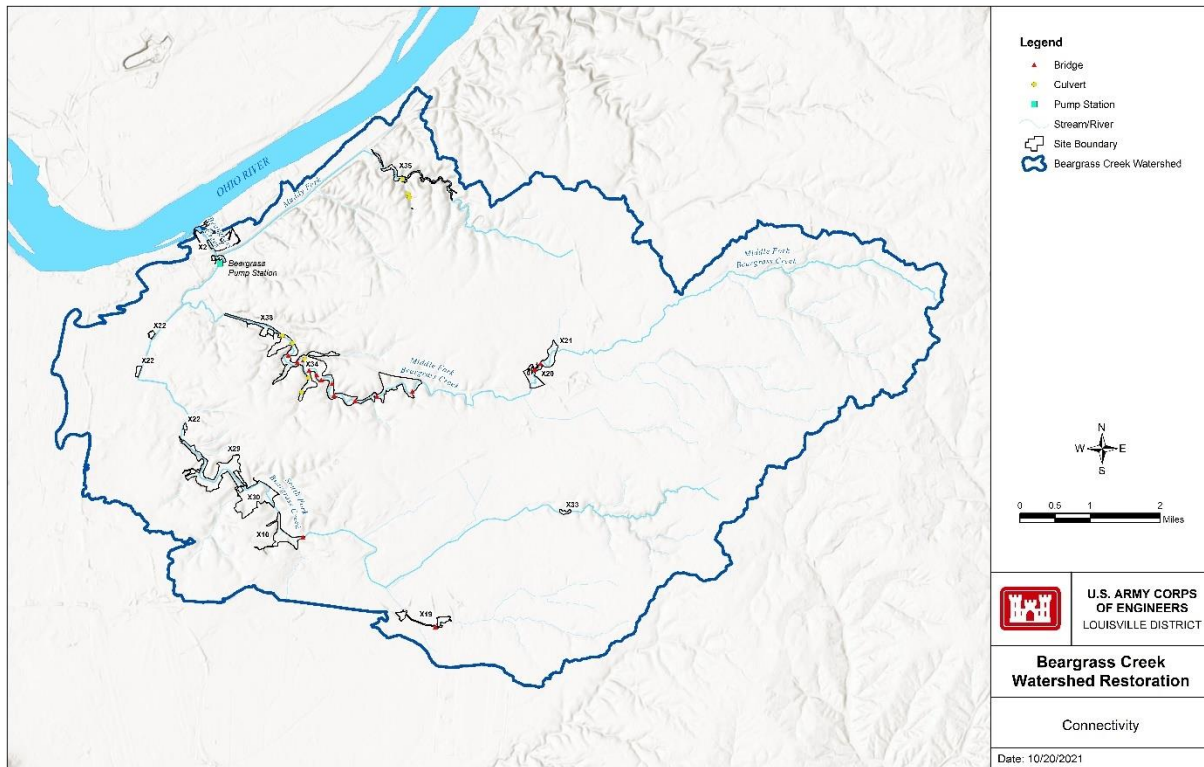 OHIO RIVER
Muddy Fork
X35
Beargrass
Pump Station
Middle Fork
Beargrass Creek
X22
X38
X34
Middle Fork
Beargrass Creek
X21
X22
X22
X29
X30
South Fork
Beargrass Creek
X33
X19
Legend
Bridge
Culvert
Pump Station
Stream/River
Site Boundary
Beargrass Creek Watershed
N
W E
S
0 0.5 1 2
Miles
U.S. ARMY CORPS
OF ENGINEERS
LOUISVILLE DISTRICT
Beargrass Creek
Watershed Restoration
Connectivity
Date: 10/20/2021